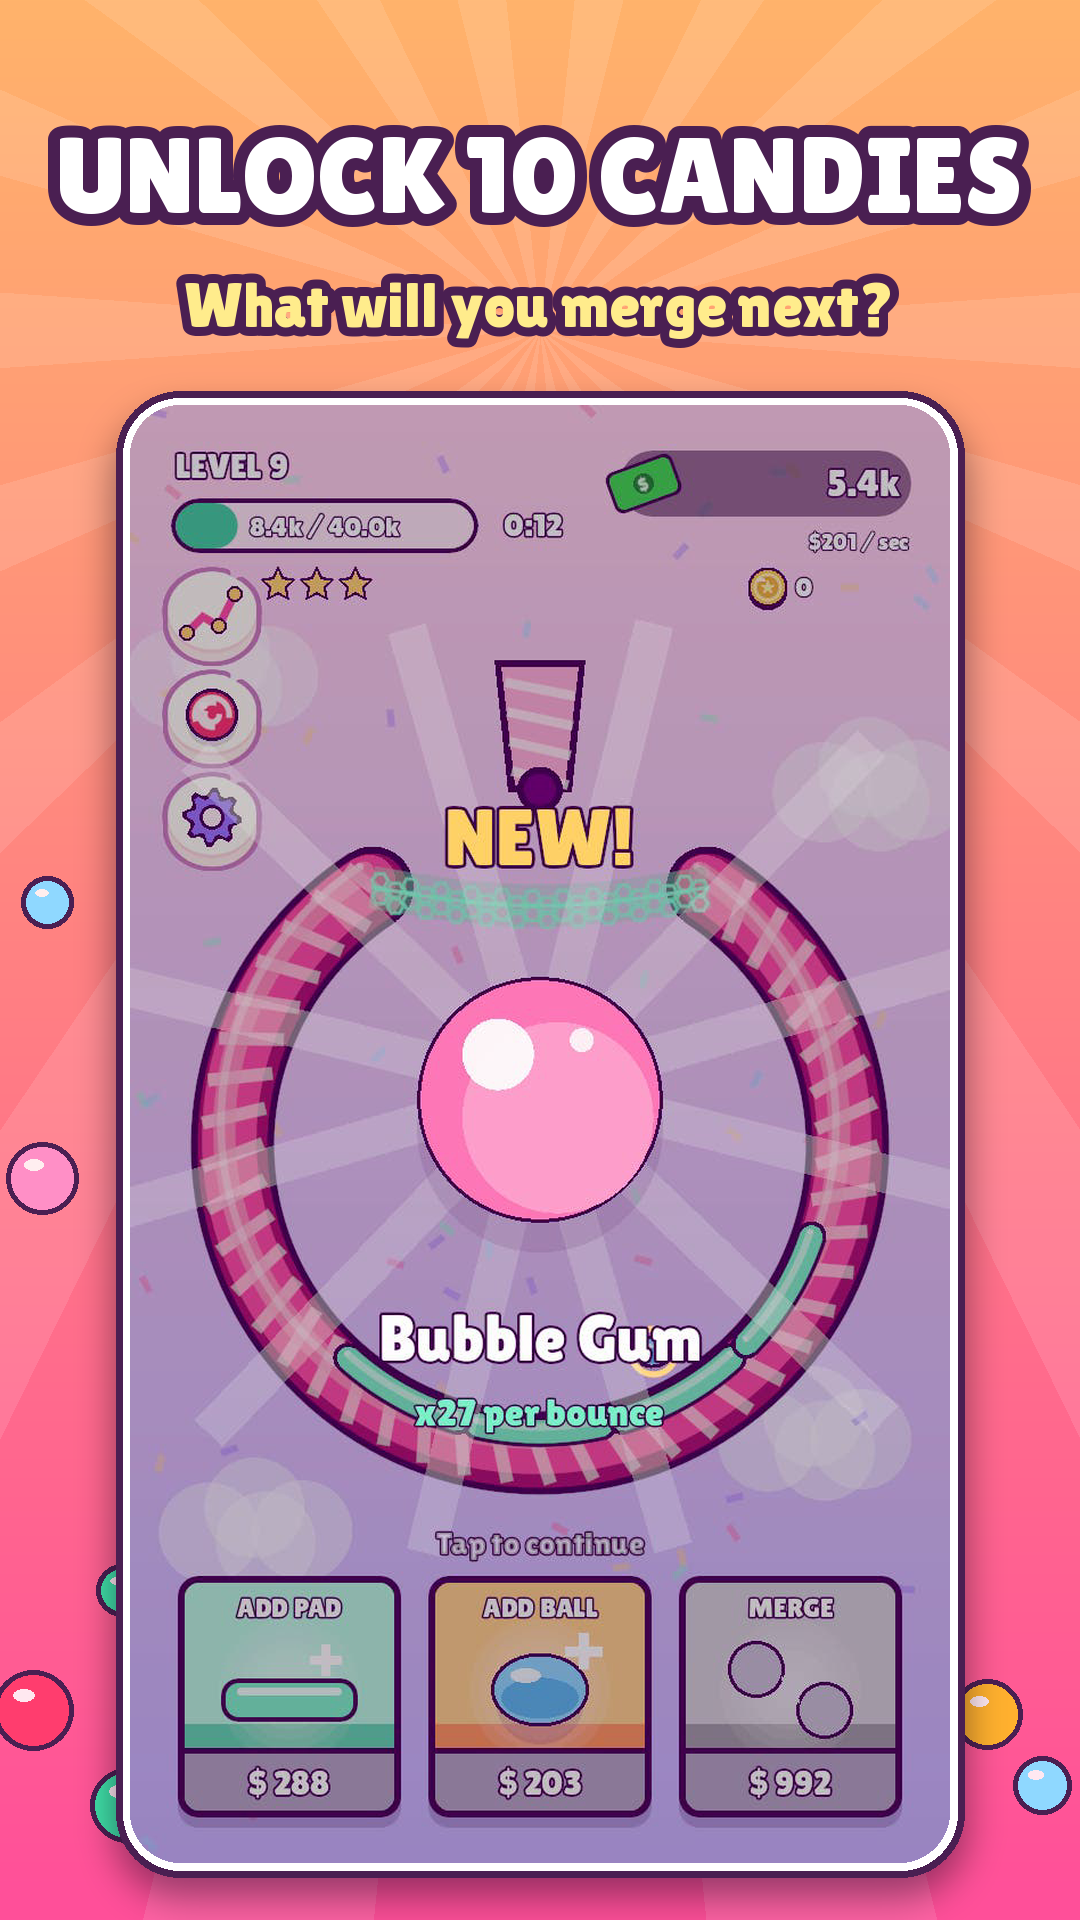 UNLOCK 10 CANDIES
What will you merge next?
LEVEL 9
5.4k
8.4k / 40.0k
0:12
$201 / sec
0
NEW!
Bubble Gum
x27 per bounce
Tap to continue
ADD PAD
ADD BALL
MERGE
$ 288
$ 203
$ 992